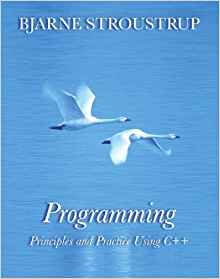 BJARNE STROUSTRUP
Programming
Principles and Practice Using C++